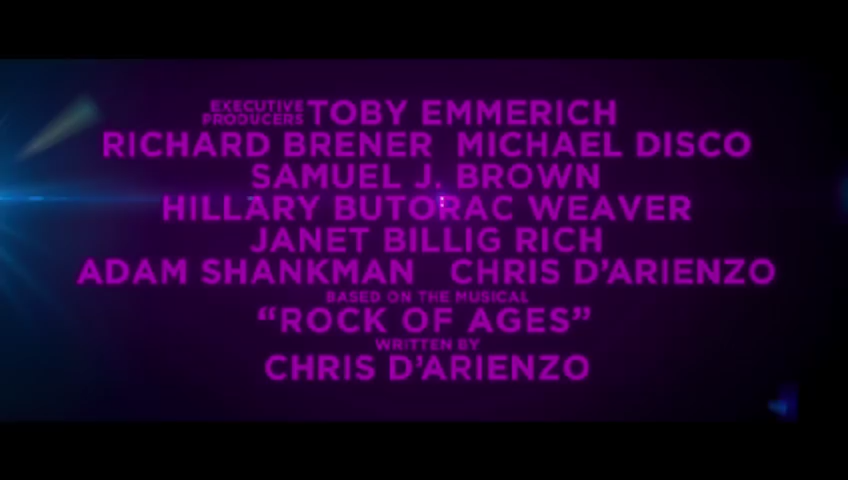 EXECUTIVE PRODUCERS TOBY EMMERICH
RICHARD BRENER MICHAEL DISCO
SAMUEL J. BROWN
HILLARY BUTORAC WEAVER
JANET BILLIG RICH
ADAM SHANKMAN CHRIS D'ARIENZO
BASED ON THE MUSICAL
“ROCK OF AGES”
WRITTEN BY
CHRIS D'ARIENZO